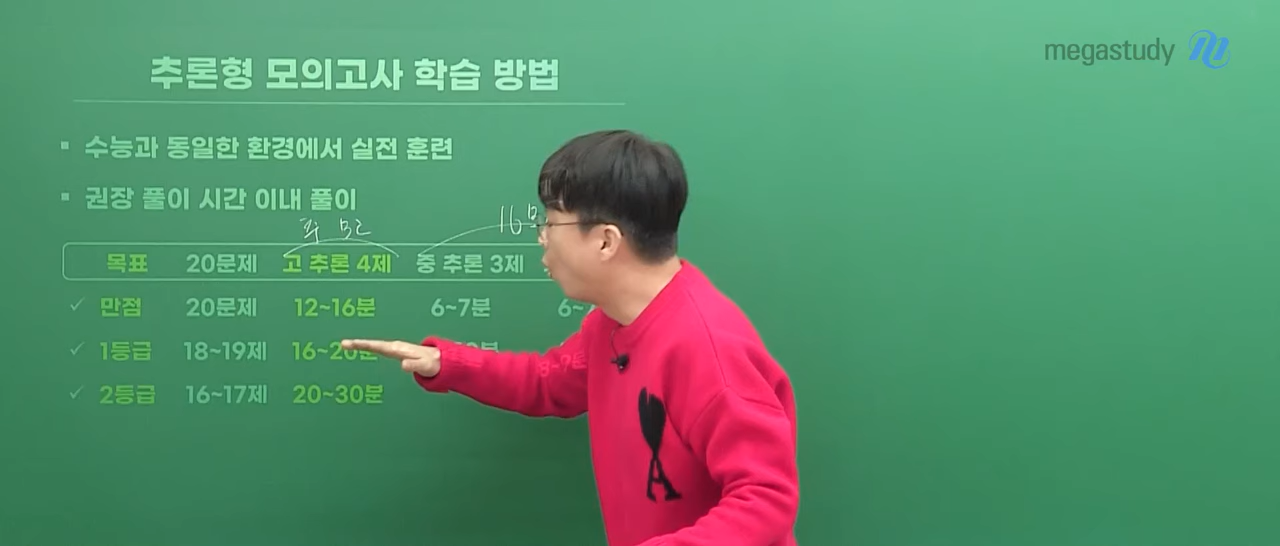 megastudy
추론형 모의고사 학습 방법
수능과 동일한 환경에서 실전 훈련
권장 풀이 시간 이내 풀이
16
목표 20문제 고 추론 4제 중 추론 3제
만점 20문제 12~16분 6~7분
1등급 18~19제 16~20분
2등급 16~17제 20~30분